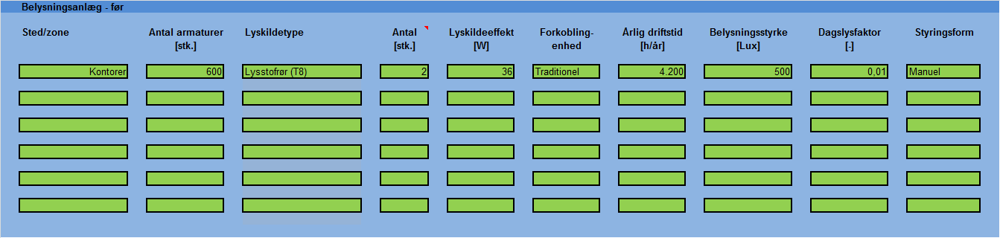 Belysningsanlæg - før
Sted/zone Antal armaturer Lyskildetype Antal Lyskildeeffekt Forkobling- Årlig driftstid Belysningsstyrke Dagslysfaktor Styringsform
[stk.] [stk.] [W] enhed [h/år] [Lux] [-]
Kontorer 600 Lysstofrør (T8) 2 36 Traditionel 4.200 500 0,01 Manuel